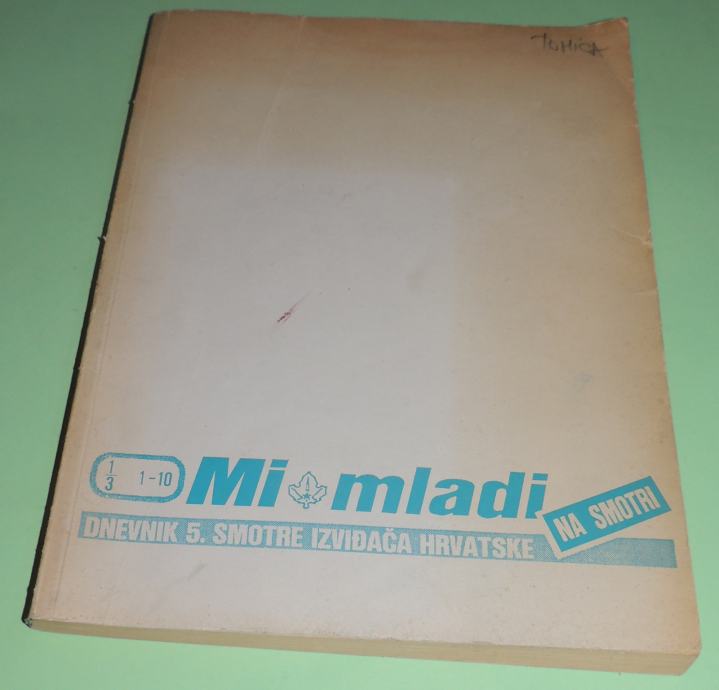 TOMICA
1/3 1-10
Mi mladi
NA SMOTRI
DNEVNIK 5. SMOTRE IZVIĐAČA HRVATSKE